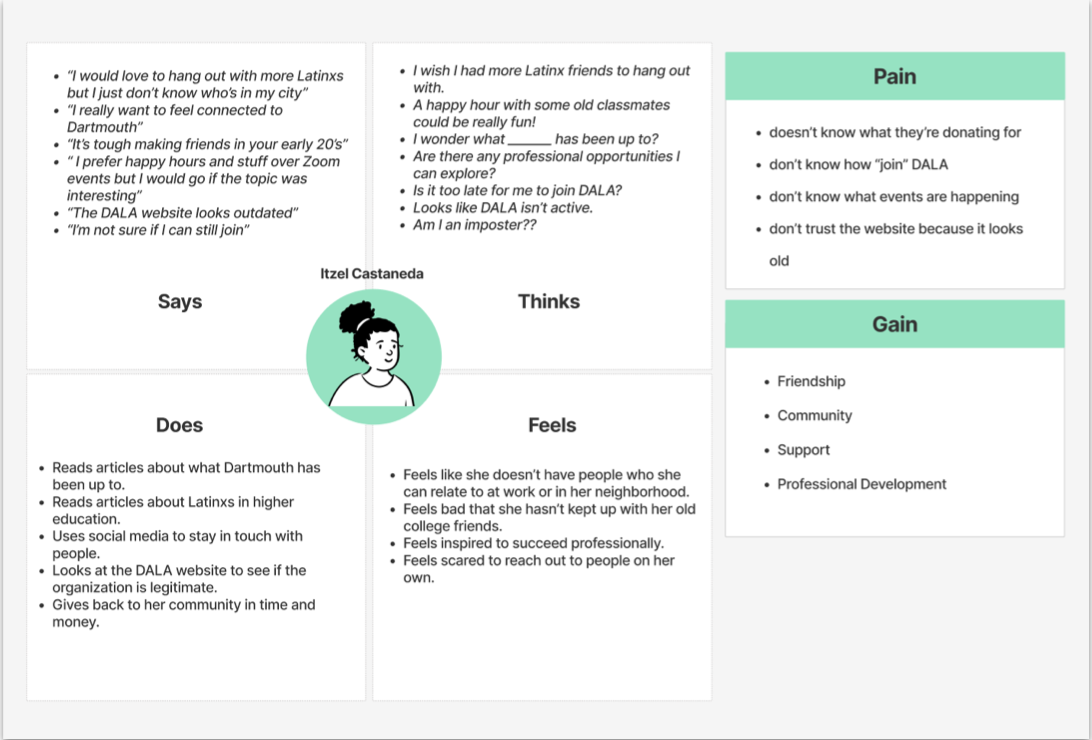 • “I would love to hang out with more Latinxs
but I just don’t know who’s in my city”
• “I really want to feel connected to
Dartmouth”
• “It’s tough making friends in your early 20’s”
• “ I prefer happy hours and stuff over Zoom
events but I would go if the topic was
interesting”
• “The DALA website looks outdated”
• “I’m not sure if I can still join”
Says
• I wish I had more Latinx friends to hang out
with.
• A happy hour with some old classmates
could be really fun!
• I wonder what ______ has been up to?
• Are there any professional opportunities I
can explore?
• Is it too late for me to join DALA?
• Looks like DALA isn’t active.
• Am I an imposter??
Thinks
Itzel Castaneda
Does
• Reads articles about what Dartmouth has
been up to.
• Reads articles about Latinxs in higher
education.
• Uses social media to stay in touch with
people.
• Looks at the DALA website to see if the
organization is legitimate.
• Gives back to her community in time and
money.
Feels
• Feels like she doesn’t have people who she
can relate to at work or in her neighborhood.
• Feels bad that she hasn’t kept up with her old
college friends.
• Feels inspired to succeed professionally.
• Feels scared to reach out to people on her
own.
Pain
• doesn’t know what they’re donating for
• don’t know how “join” DALA
• don’t know what events are happening
• don’t trust the website because it looks
old
Gain
• Friendship
• Community
• Support
• Professional Development